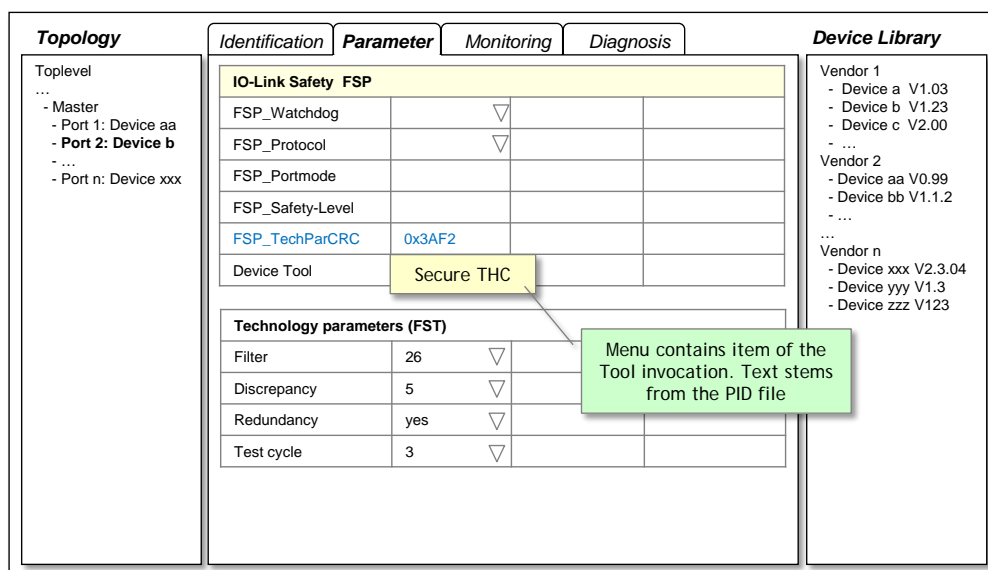 Topology
Toplevel
…
- Master
- Port 1: Device aa
- Port 2: Device b
- …
- Port n: Device xxx
Identification Parameter Monitoring Diagnosis
IO-Link Safety FSP
FSP_Watchdog
FSP_Protocol
FSP_Portmode
FSP_Safety-Level
FSP_TechParCRC 0x3AF2
Device Tool Secure THC
Technology parameters (FST)
Filter 26
Discrepancy 5
Redundancy yes
Test cycle 3
Menu contains item of the
Tool invocation. Text stems
from the PID file
Device Library
Vendor 1
- Device a V1.03
- Device b V1.23
- Device c V2.00
- …
Vendor 2
- Device aa V0.99
- Device bb V1.1.2
- …
…
Vendor n
- Device xxx V2.3.04
- Device yyy V1.3
- Device zzz V123